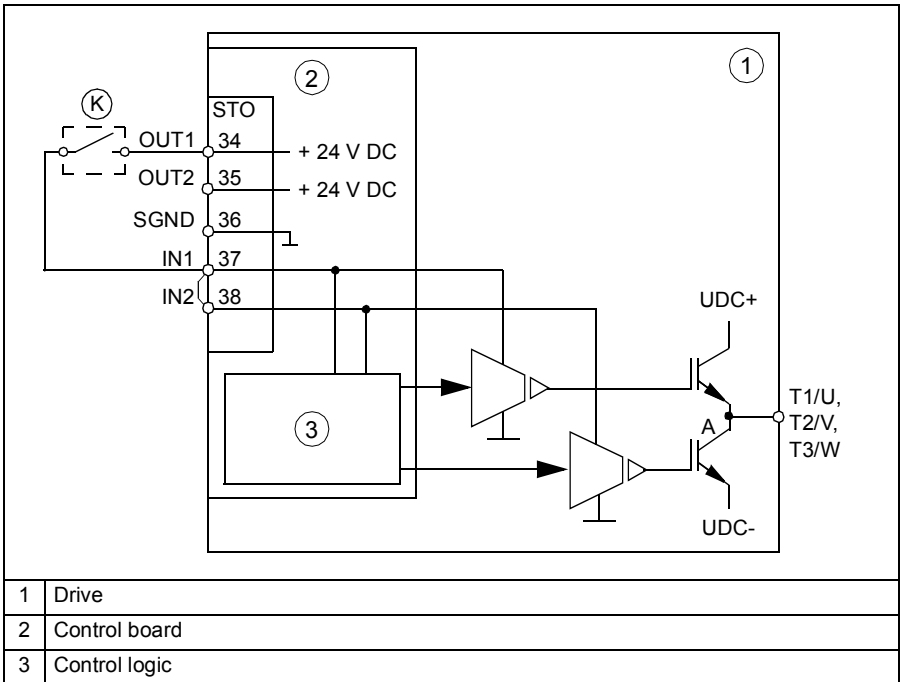 2
1
K
STO
OUT1 34 + 24 V DC
OUT2 35 + 24 V DC
SGND 36
IN1 37
IN2 38
UDC+
T1/U,
T2/V,
T3/W
A
3
UDC-
1 Drive
2 Control board
3 Control logic